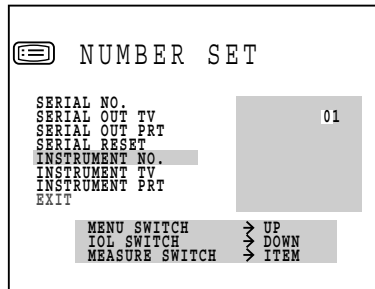 NUMBER SET
SERIAL NO.
SERIAL OUT TV 01
SERIAL OUT PRT
SERIAL RESET
INSTRUMENT NO.
INSTRUMENT TV
INSTRUMENT PRT
EXIT
MENU SWITCH → UP
IOL SWITCH → DOWN
MEASURE SWITCH → ITEM